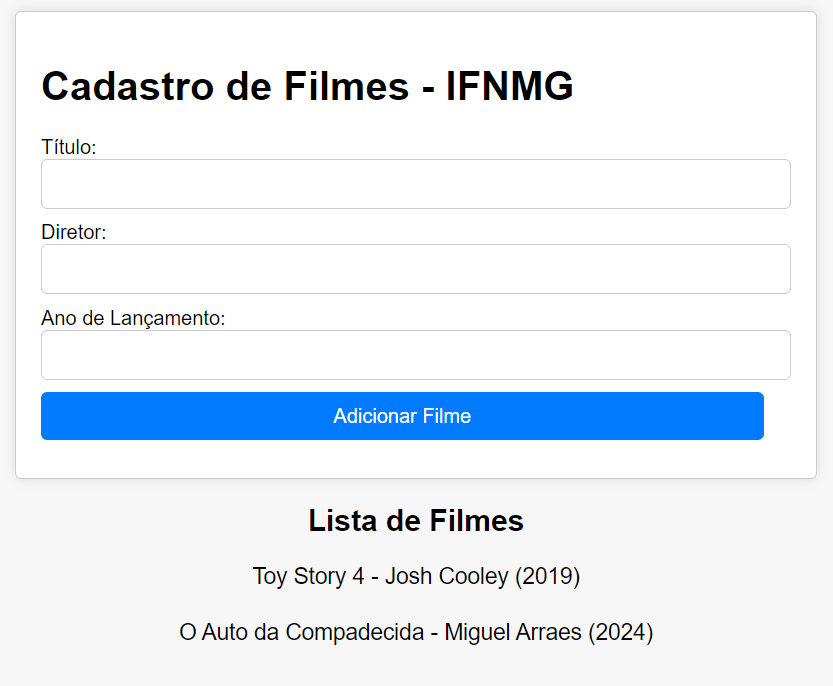 Cadastro de Filmes - IFNMG
Título:
Diretor:
Ano de Lançamento:
Adicionar Filme
Lista de Filmes
Toy Story 4 - Josh Cooley (2019)
O Auto da Compadecida - Miguel Arraes (2024)